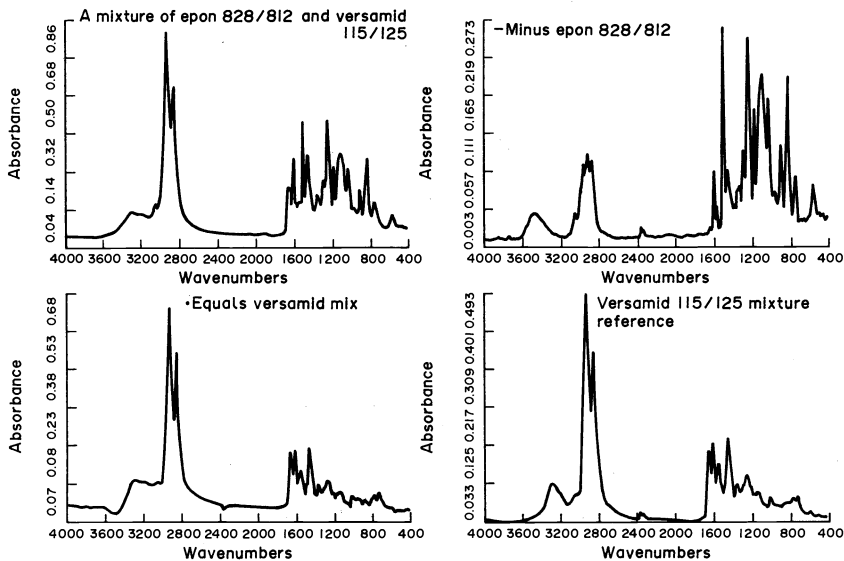 A mixture of epon 828/812 and versamid
115/125
Absorbance
0.86
0.68
0.50
0.32
0.14
0.04
4000 3600 3200 2800 2400 2000 1600 1200 800 400
Wavenumbers
-Minus epon 828/812
Absorbance
0.273
0.219
0.165
0.111
0.057
0.003
4000 3600 3200 2800 2400 2000 1600 1200 800 400
Wavenumbers
•Equals versamid mix
Absorbance
0.68
0.53
0.38
0.23
0.08
0.07
4000 3600 3200 2800 2400 2000 1600 1200 800 400
Wavenumbers
Versamid 115/125 mixture
reference
Absorbance
0.493
0.401
0.309
0.217
0.125
0.033
4000 3600 3200 2800 2400 2000 1600 1200 800 400
Wavenumbers